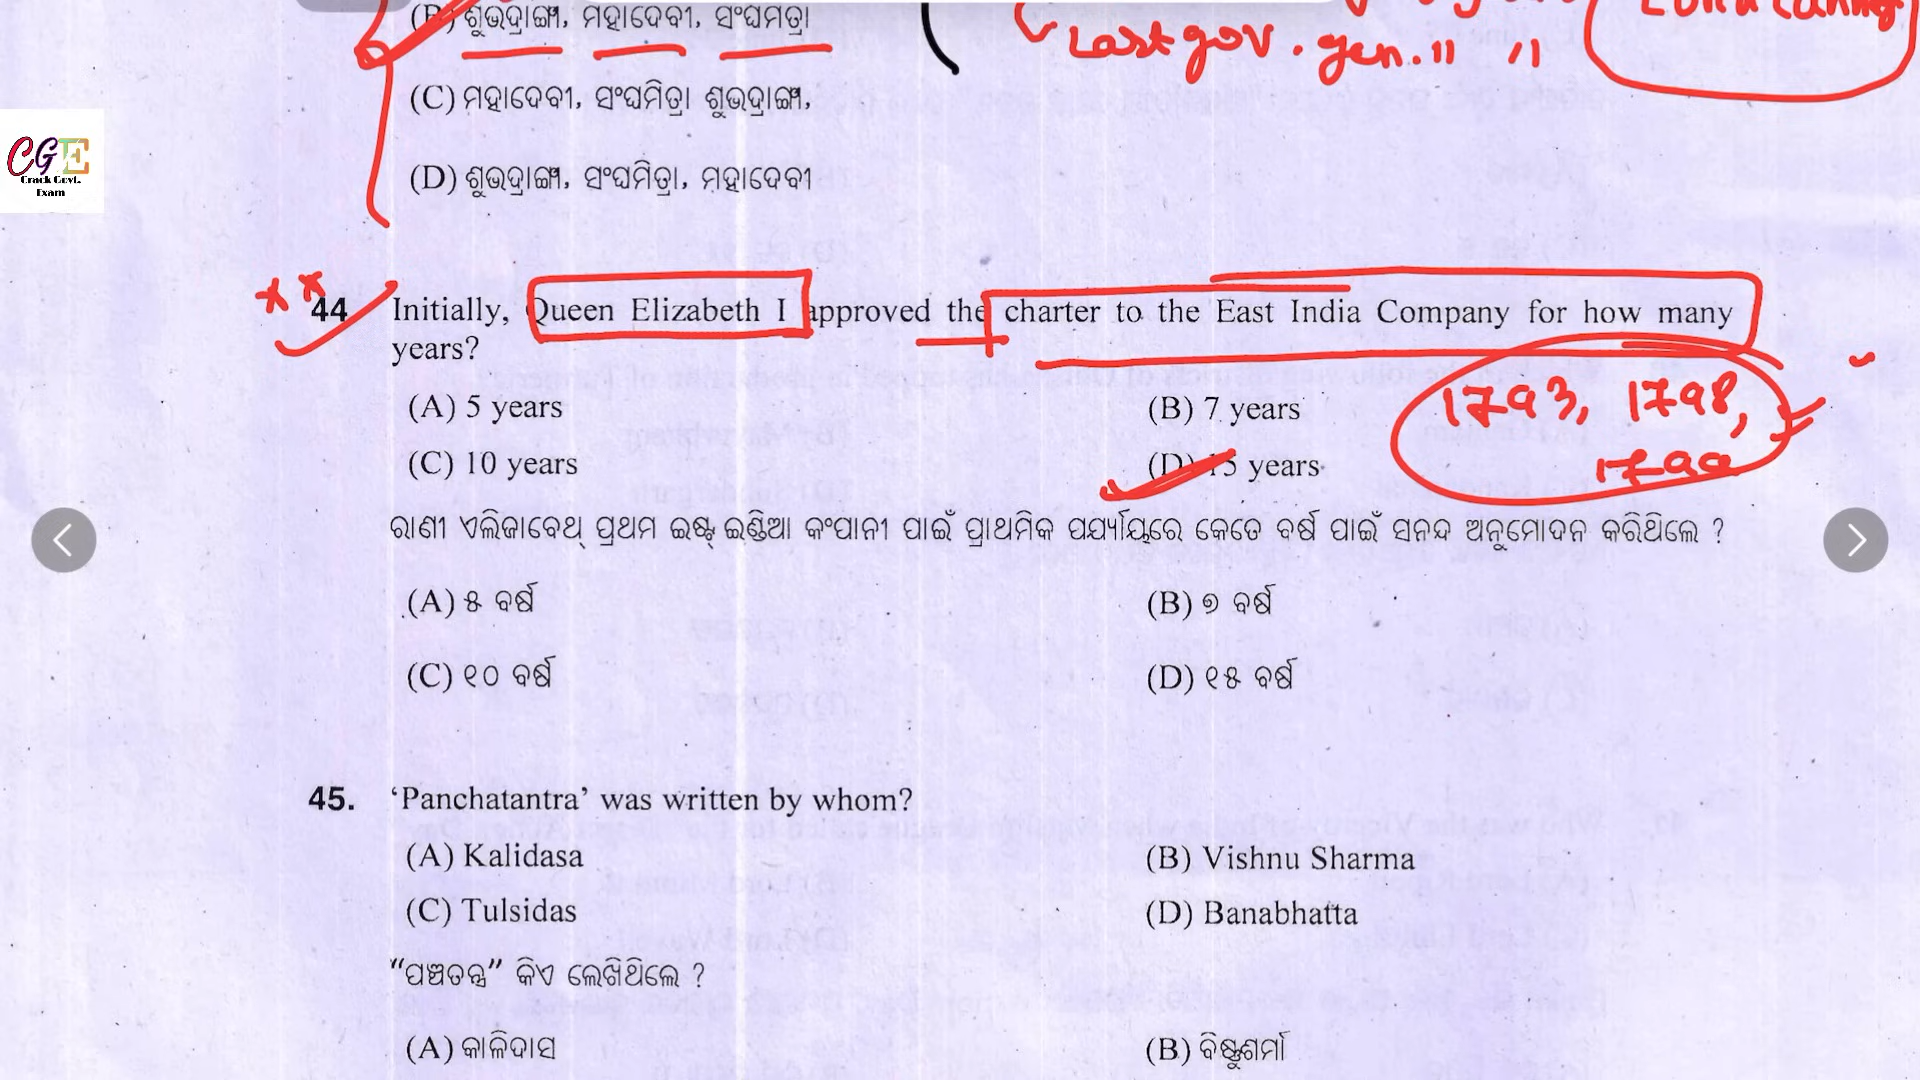 (B) ଶୁଭଦ୍ରାଙ୍ଗୀ, ମହାଦେବୀ, ସଂଘମିତ୍ରା
Last gov. gen. 11 11
(C) ମହାଦେବୀ, ସଂଘମିତ୍ରା ଶୁଭଦ୍ରାଙ୍ଗୀ,
CGE
Crack Govt.
Exam
(D) ଶୁଭଦ୍ରାଙ୍ଗୀ, ସଂଘମିତ୍ରା, ମହାଦେବୀ
44 Initially, Queen Elizabeth I approved the charter to the East India Company for how many
years?
(A) 5 years (B) 7 years
1793, 1798,
(C) 10 years (D) 15 years
1799
ରାଣୀ ଏଲିଜାବେଥ୍ ପ୍ରଥମ ଇଷ୍ଟ୍ ଇଣ୍ଡିଆ କଂପାନୀ ପାଇଁ ପ୍ରାଥମିକ ପର୍ଯ୍ୟାୟରେ କେତେ ବର୍ଷ ପାଇଁ ସନନ୍ଦ ଅନୁମୋଦନ କରିଥିଲେ ?
(A) ୫ ବର୍ଷ (B) ୭ ବର୍ଷ
(C) ୧୦ ବର୍ଷ (D) ୧୫ ବର୍ଷ
45. ‘Panchatantra’ was written by whom?
(A) Kalidasa (B) Vishnu Sharma
(C) Tulsidas (D) Banabhatta
“ପଞ୍ଚତନ୍ତ୍ର” କିଏ ଲେଖିଥିଲେ ?
(A) କାଳିଦାସ (B) ବିଷ୍ଣୁଶର୍ମା